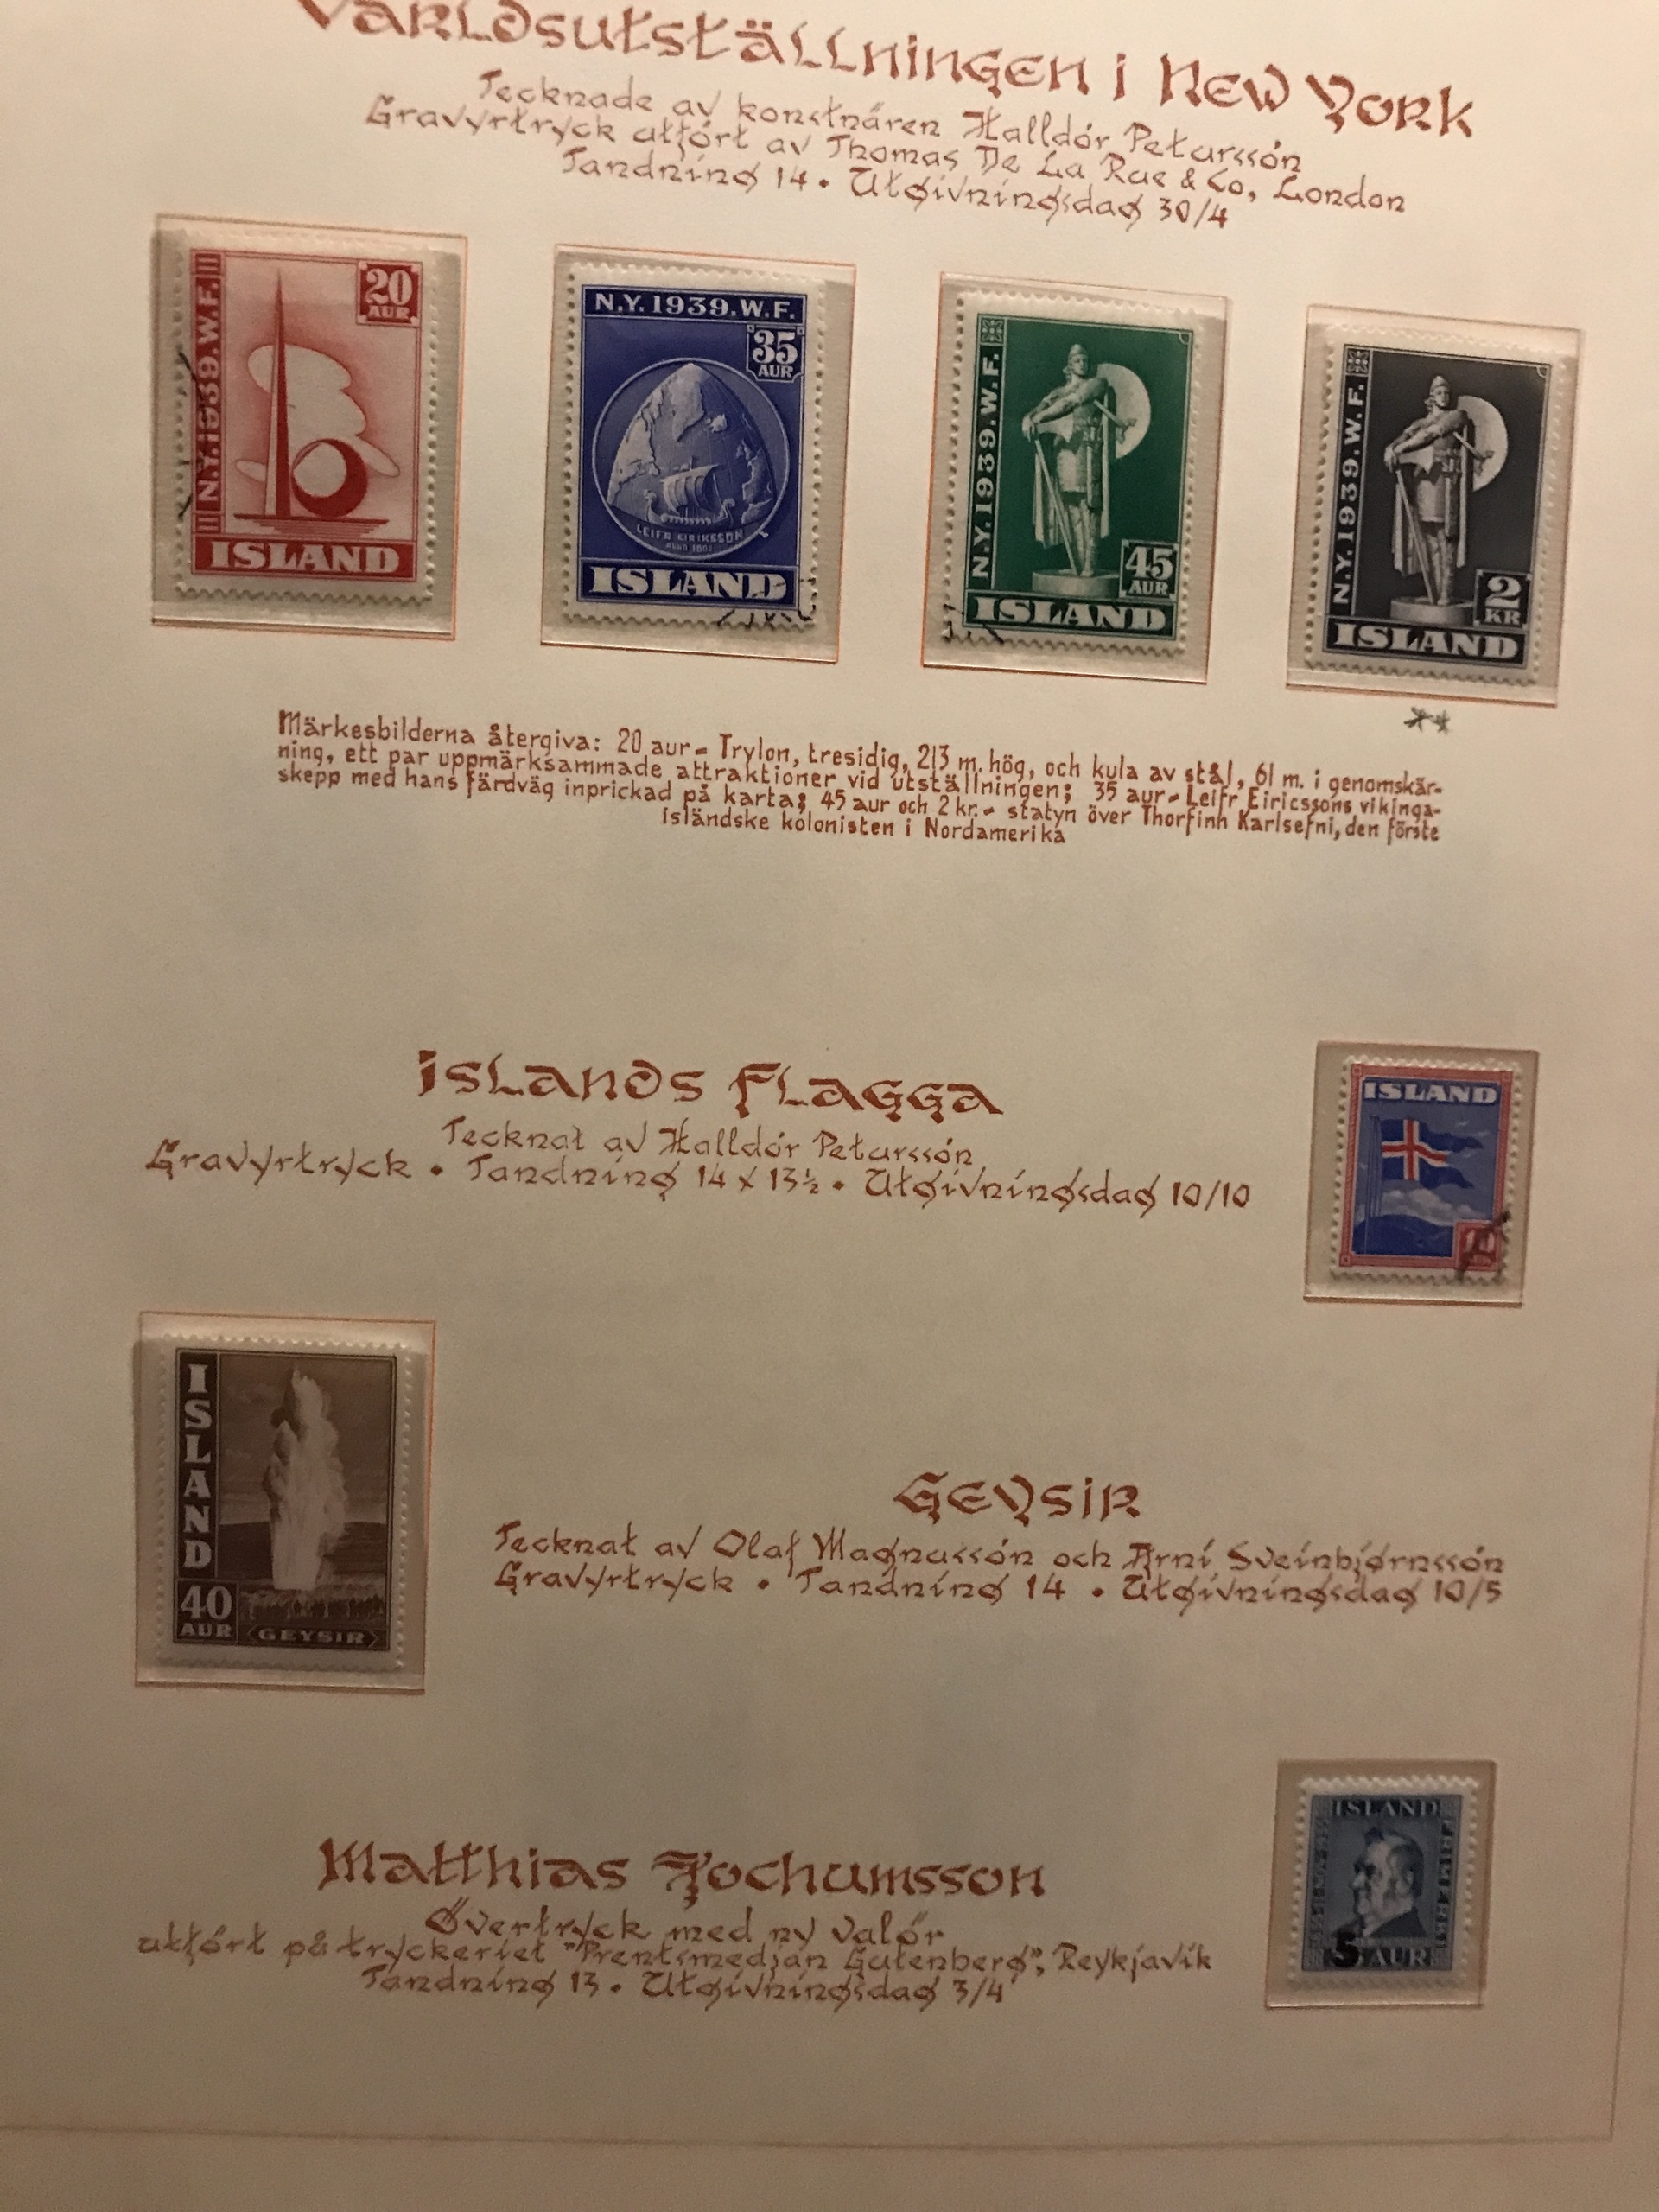 Världsutställningen i New York
Tecknade av konstnären Halldór Peturssón
Gravyrtryck utfört av Thomas De La Rue & Co, London
Tandning 14. Utgivningsdag 30/4
N.Y.1939.W.F.
20
AUR
ISLAND
N.Y.1939.W.F.
35
AUR
LEIFR EIRIKSSON
ISLAND
N.Y.1939.W.F.
45
AUR
ISLAND
N.Y.1939.W.F.
2
KR
ISLAND
**
Märkesbilderna återgiva: 20 aur = Trylon, tresidig, 213 m. hög, och kula av stål, 61 m. i genomskär-
ning, ett par uppmärksammade attraktioner vid utställningen; 35 aur = Leifr Eiricssons vikinga-
skepp med hans färdväg inprickad på karta; 45 aur och 2 kr. = statyn över Thorfinn Karlsefni, den förste
isländske kolonisten i Nordamerika
Islands Flagga
Tecknat av Halldór Peturssón
Gravyrtryck • Tandning 14 x 13½ • Utgivningsdag 10/10
ISLAND
10
ISLAND
40
AUR
GEYSIR
Geysir
Tecknat av Olaf Magnussón och Arni Sveinbjørnssón
Gravyrtryck • Tandning 14 • Utgivningsdag 10/5
Matthias Jochumsson
Övertryck med ny valör
utfört på tryckeriet "Prentsmedjan Gutenberg", Reykjavik
Tandning 13. Utgivningsdag 3/4
ISLAND
5 AUR